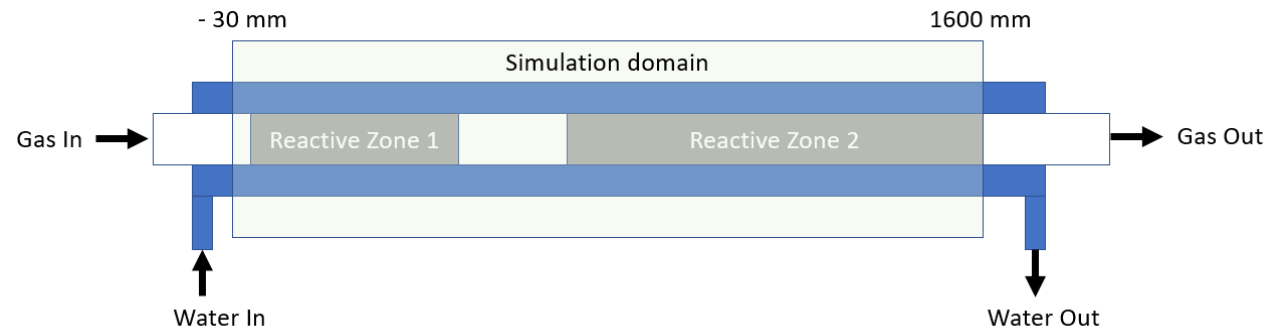 - 30 mm
1600 mm
Simulation domain
Gas In
Reactive Zone 1
Reactive Zone 2
Gas Out
Water In
Water Out